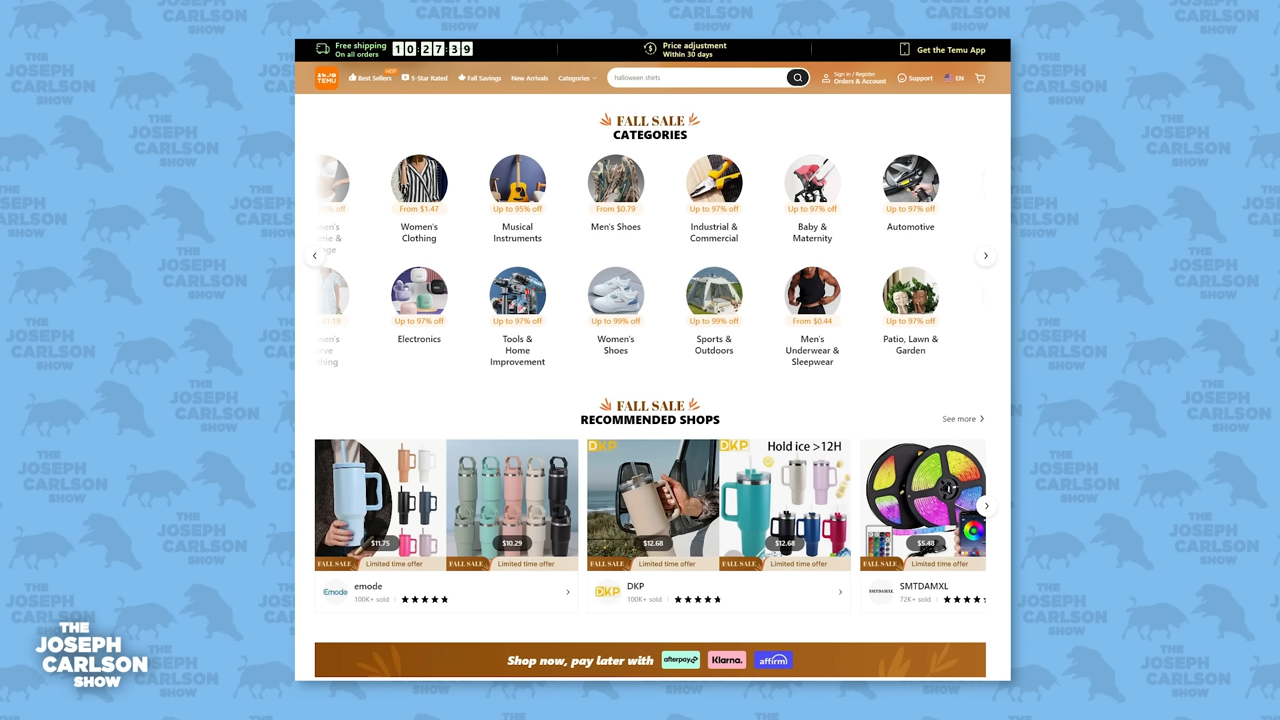 Free shipping
On all orders
10:27:39
Price adjustment
Within 30 days
Get the Temu App
TEMU
Best Sellers
HOT
5-Star Rated
Fall Savings
New Arrivals
Categories
halloween shirts
Sign in / Register
Orders & Account
Support
EN
FALL SALE
CATEGORIES
From $1.47
Up to 95% off
From $0.79
Up to 97% off
Up to 97% off
Up to 97% off
Women's
Clothing
Musical
Instruments
Men's Shoes
Industrial &
Commercial
Baby &
Maternity
Automotive
Up to 97% off
Up to 97% off
Up to 99% off
Up to 99% off
From $0.44
Up to 97% off
Electronics
Tools &
Home
Improvement
Women's
Shoes
Sports &
Outdoors
Men's
Underwear &
Sleepwear
Patio, Lawn &
Garden
FALL SALE
RECOMMENDED SHOPS
See more
DKP
DKP
Hold ice >12H
$11.75
$10.29
$12.68
$12.68
$5.48
FALL SALE Limited time offer
FALL SALE Limited time offer
FALL SALE Limited time offer
FALL SALE Limited time offer
FALL SALE Limited time offer
Emode
emode
100K+ sold
DKP
DKP
100K+ sold
SMTDAMXL
SMTDAMXL
72K+ sold
Shop now, pay later with
afterpay
Klarna.
affirm
THE
JOSEPH
CARLSON
SHOW